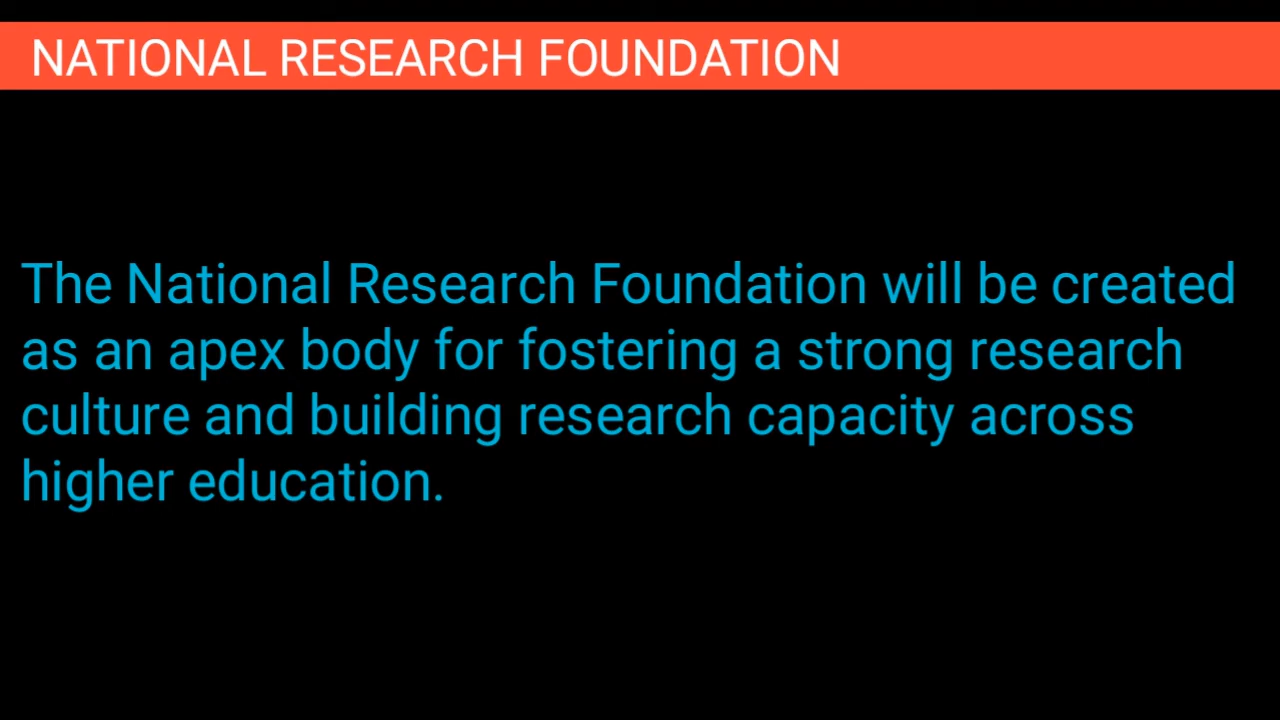 NATIONAL RESEARCH FOUNDATION
The National Research Foundation will be created
as an apex body for fostering a strong research
culture and building research capacity across
higher education.